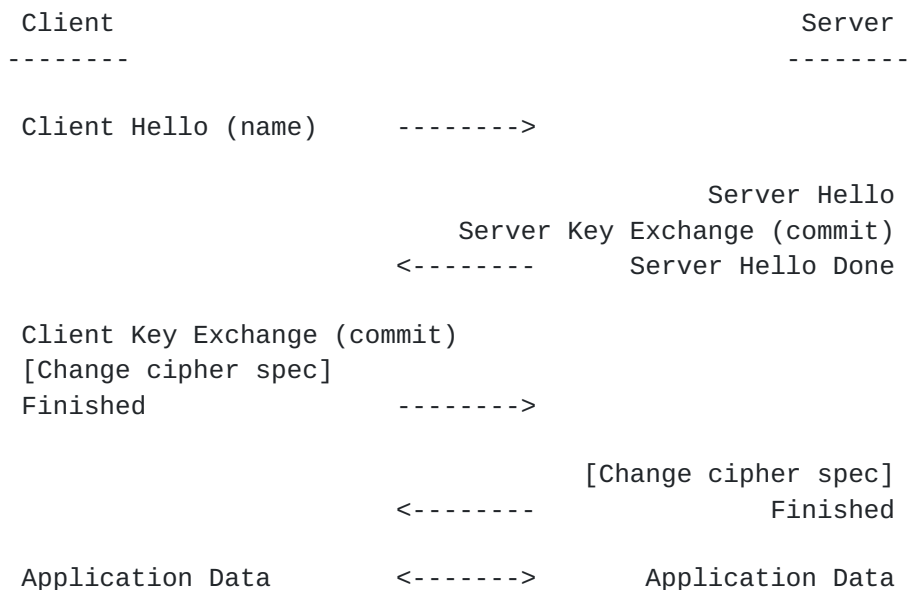 Client                                            Server
--------                                          --------
Client Hello (name)      -------->
Server Hello
Server Key Exchange (commit)
<--------      Server Hello Done
Client Key Exchange (commit)
[Change cipher spec]
Finished                 -------->
[Change cipher spec]
<--------               Finished
Application Data         <------->       Application Data